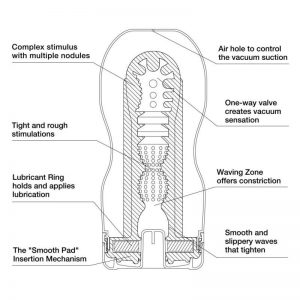 Complex stimulus
with multiple nodules
Air hole to control
the vacuum suction
One-way valve
creates vacuum
sensation
Tight and rough
stimulations
Lubricant Ring
holds and applies
lubrication
Waving Zone
offers constriction
Smooth and
slippery waves
that tighten
The "Smooth Pad"
Insertion Mechanism